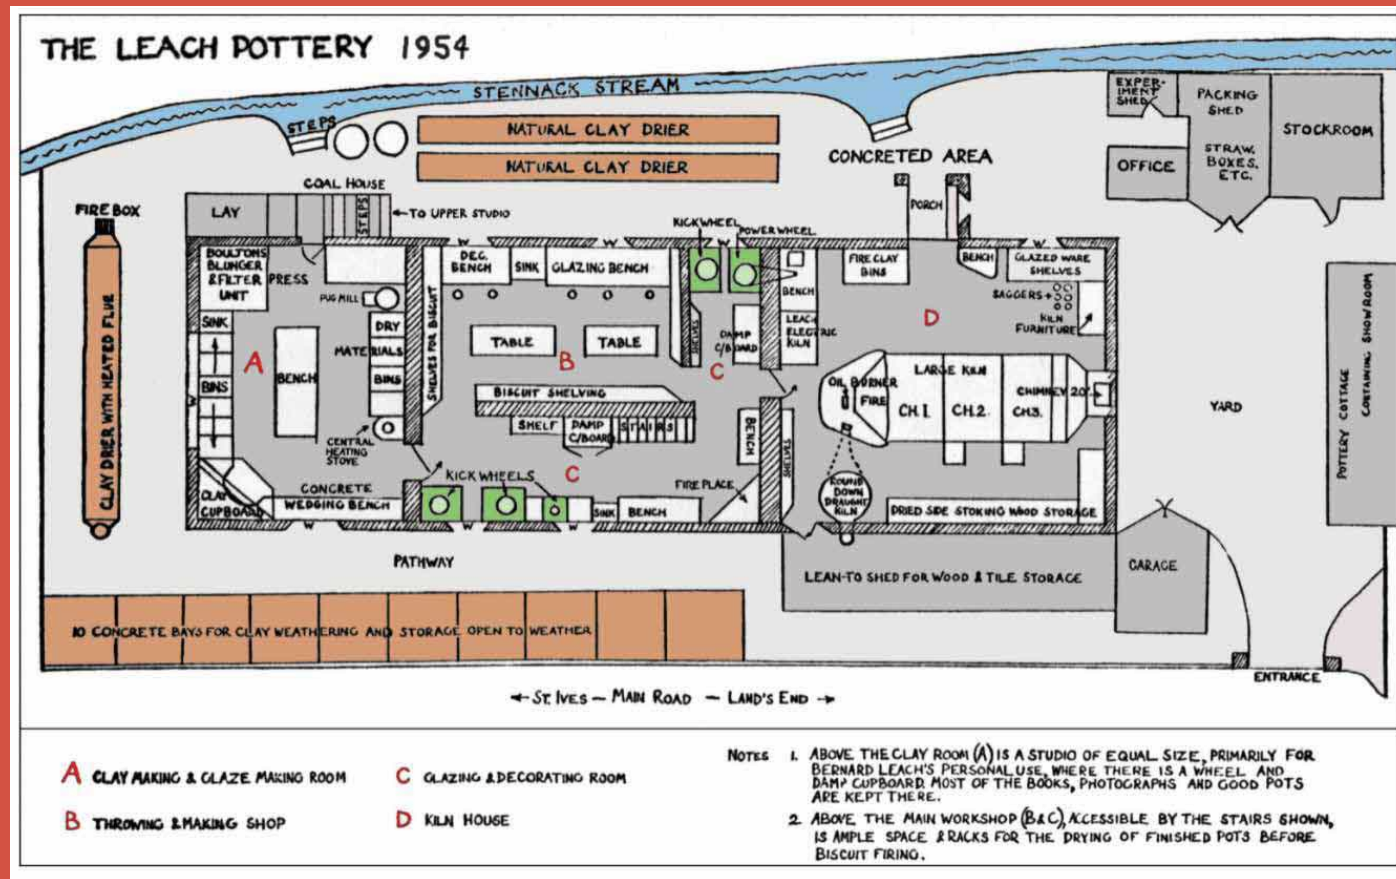 THE LEACH POTTERY 1954
STENNACK STREAM
STEPS
NATURAL CLAY DRIER
NATURAL CLAY DRIER
CONCRETED AREA
EXPER-
IMENT
SHED
PACKING
SHED
STRAW.
BOXES.
ETC.
STOCKROOM
OFFICE
COAL HOUSE
LAY
STEPS
←TO UPPER STUDIO
FIRE BOX
CLAY DRIER WITH HEATED FLUE
KICK WHEEL
POWER WHEEL
PORCH
W
W
W
W
BOULTONS
BLUNGER
& FILTER
UNIT
PRESS
PUG MILL
SINK
BINS
A
BENCH
DRY
MATERIALS
BINS
CENTRAL
HEATING
STOVE
W
CLAY
CUPBOARD
CONCRETE
WEDGING BENCH
W
SHELVES FOR BISCUIT
DEC.
BENCH
SINK
GLAZING BENCH
TABLE
TABLE
B
BISCUIT SHELVING
SHELF
DAMP
C/BOARD
STAIRS
KICK WHEELS
C
SINK
BENCH
FIRE PLACE
BENCH
W
W
SHELVES
DAMP
C/BOARD
C
BENCH
LEACH
ELECTRIC
KILN
FIRE CLAY
BINS
BENCH
GLAZED WARE
SHELVES
SAGGERS+
KILN
FURNITURE
D
OIL BURNER
FIRE
LARGE KILN
CH.1.
CH.2.
CH.3.
CHIMNEY 20'
SHELVES
ROUND
DOWN
DRAUGHT
KILN
DRIED SIDE STOKING WOOD STORAGE
YARD
POTTERY COTTAGE
CONTAINING SHOWROOM
PATHWAY
LEAN-TO SHED FOR WOOD & TILE STORAGE
GARAGE
10 CONCRETE BAYS FOR CLAY WEATHERING AND STORAGE OPEN TO WEATHER
ENTRANCE
← ST. IVES – MAIN ROAD – LAND'S END →
A CLAY MAKING & GLAZE MAKING ROOM
B THROWING & MAKING SHOP
C GLAZING & DECORATING ROOM
D KILN HOUSE
NOTES 1. ABOVE THE CLAY ROOM (A) IS A STUDIO OF EQUAL SIZE, PRIMARILY FOR
BERNARD LEACH'S PERSONAL USE, WHERE THERE IS A WHEEL AND
DAMP CUPBOARD. MOST OF THE BOOKS, PHOTOGRAPHS AND GOOD POTS
ARE KEPT THERE.
2 ABOVE THE MAIN WORKSHOP (B & C), ACCESSIBLE BY THE STAIRS SHOWN,
IS AMPLE SPACE & RACKS FOR THE DRYING OF FINISHED POTS BEFORE
BISCUIT FIRING.